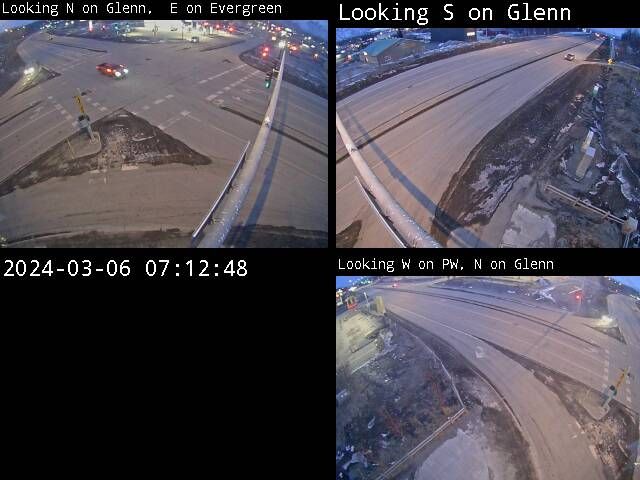 Looking N on Glenn,  E on Evergreen
Looking S on Glenn
2024-03-06 07:12:48
Looking W on PW, N on Glenn